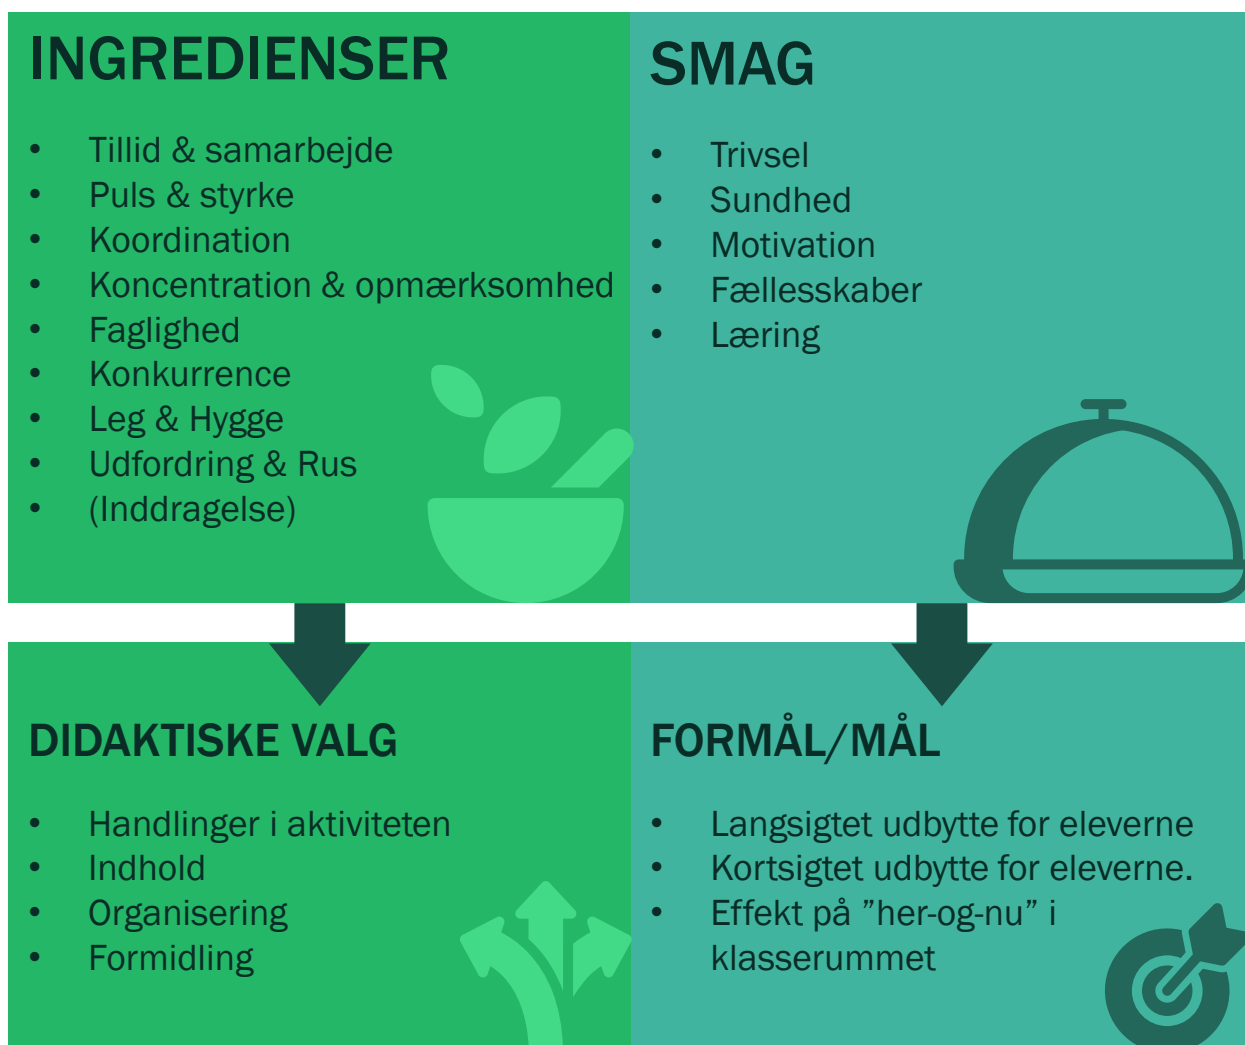 INGREDIENSER
• Tillid & samarbejde
• Puls & styrke
• Koordination
• Koncentration & opmærksomhed
• Faglighed
• Konkurrence
• Leg & Hygge
• Udfordring & Rus
• (Inddragelse)
SMAG
• Trivsel
• Sundhed
• Motivation
• Fællesskaber
• Læring
DIDAKTISKE VALG
• Handlinger i aktiviteten
• Indhold
• Organisering
• Formidling
FORMÅL/MÅL
• Langsigtet udbytte for eleverne
• Kortsigtet udbytte for eleverne.
• Effekt på ”her-og-nu” i
klasserummet